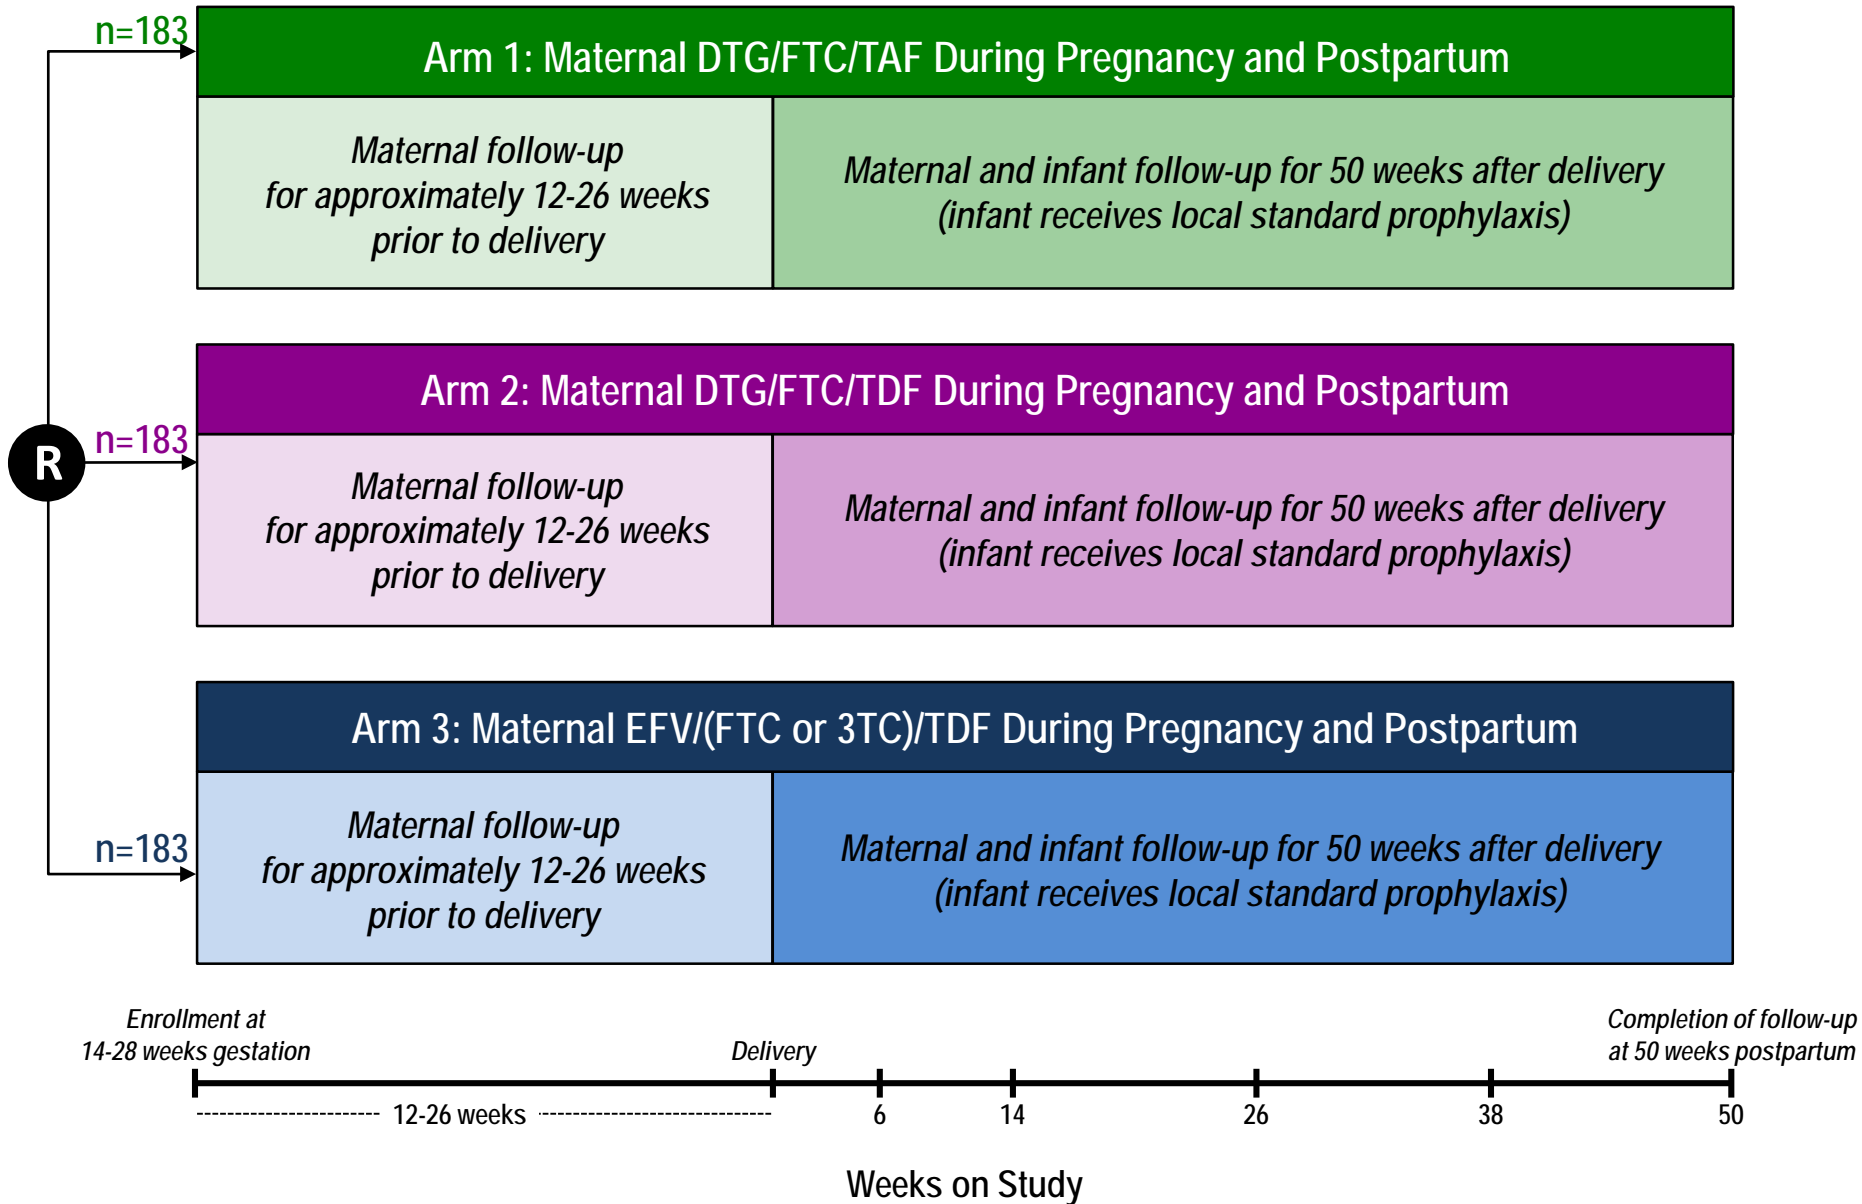 n=183
Arm 1: Maternal DTG/FTC/TAF During Pregnancy and Postpartum
Maternal follow-up
for approximately 12-26 weeks
prior to delivery
Maternal and infant follow-up for 50 weeks after delivery
(infant receives local standard prophylaxis)
R
n=183
Arm 2: Maternal DTG/FTC/TDF During Pregnancy and Postpartum
Maternal follow-up
for approximately 12-26 weeks
prior to delivery
Maternal and infant follow-up for 50 weeks after delivery
(infant receives local standard prophylaxis)
n=183
Arm 3: Maternal EFV/(FTC or 3TC)/TDF During Pregnancy and Postpartum
Maternal follow-up
for approximately 12-26 weeks
prior to delivery
Maternal and infant follow-up for 50 weeks after delivery
(infant receives local standard prophylaxis)
Enrollment at
14-28 weeks gestation
Delivery
Completion of follow-up
at 50 weeks postpartum
12-26 weeks
6
14
26
38
50
Weeks on Study